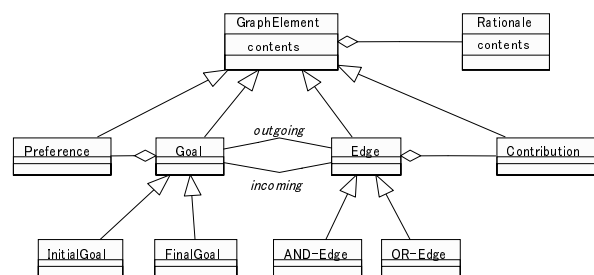 GraphElement
contents
Rationale
contents
outgoing
Preference
Goal
Edge
Contribution
incoming
InitialGoal
FinalGoal
AND-Edge
OR-Edge